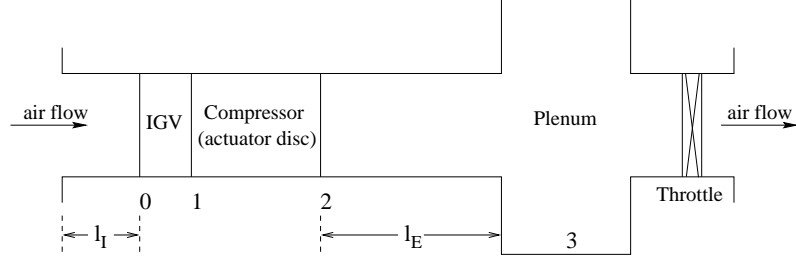 air flow
IGV
Compressor
(actuator disc)
Plenum
air flow
Throttle
0
1
2
3
l_I
l_E